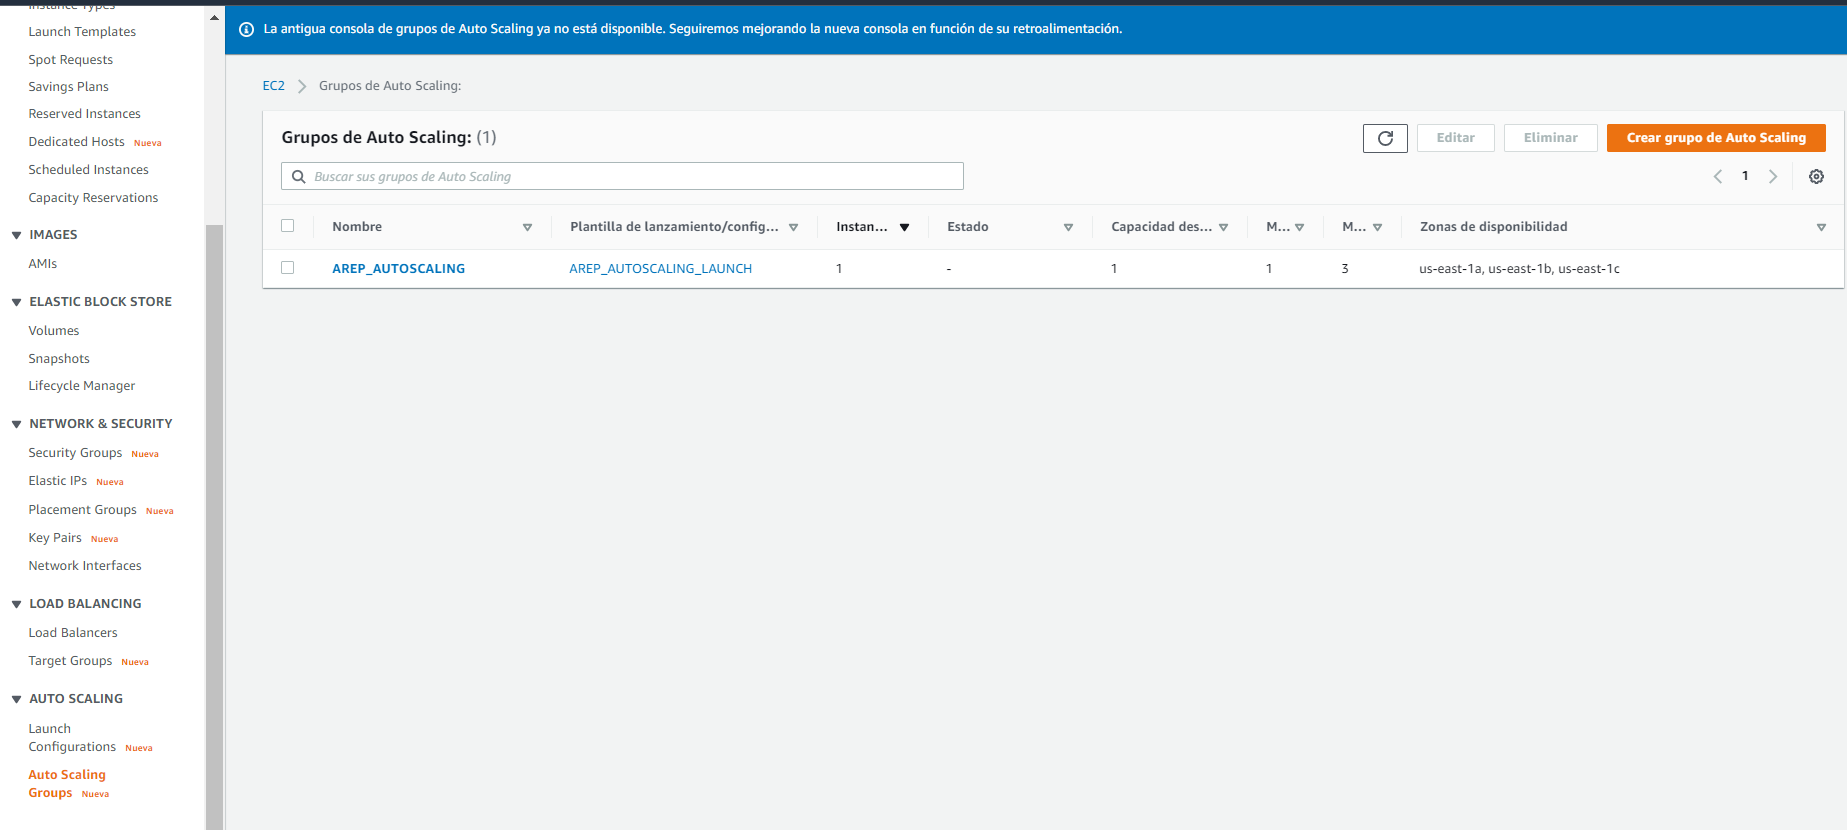 Instance Types
Launch Templates
Spot Requests
Savings Plans
Reserved Instances
Dedicated Hosts Nueva
Scheduled Instances
Capacity Reservations
IMAGES
AMIs
ELASTIC BLOCK STORE
Volumes
Snapshots
Lifecycle Manager
NETWORK & SECURITY
Security Groups Nueva
Elastic IPs Nueva
Placement Groups Nueva
Key Pairs Nueva
Network Interfaces
LOAD BALANCING
Load Balancers
Target Groups Nueva
AUTO SCALING
Launch
Configurations Nueva
Auto Scaling
Groups Nueva
La antigua consola de grupos de Auto Scaling ya no está disponible. Seguiremos mejorando la nueva consola en función de su retroalimentación.
EC2 > Grupos de Auto Scaling:
Grupos de Auto Scaling: (1)
Editar
Eliminar
Crear grupo de Auto Scaling
Buscar sus grupos de Auto Scaling
1
Nombre Plantilla de lanzamiento/config... Instan... Estado Capacidad des... M... M... Zonas de disponibilidad
AREP_AUTOSCALING AREP_AUTOSCALING_LAUNCH 1 - 1 1 3 us-east-1a, us-east-1b, us-east-1c